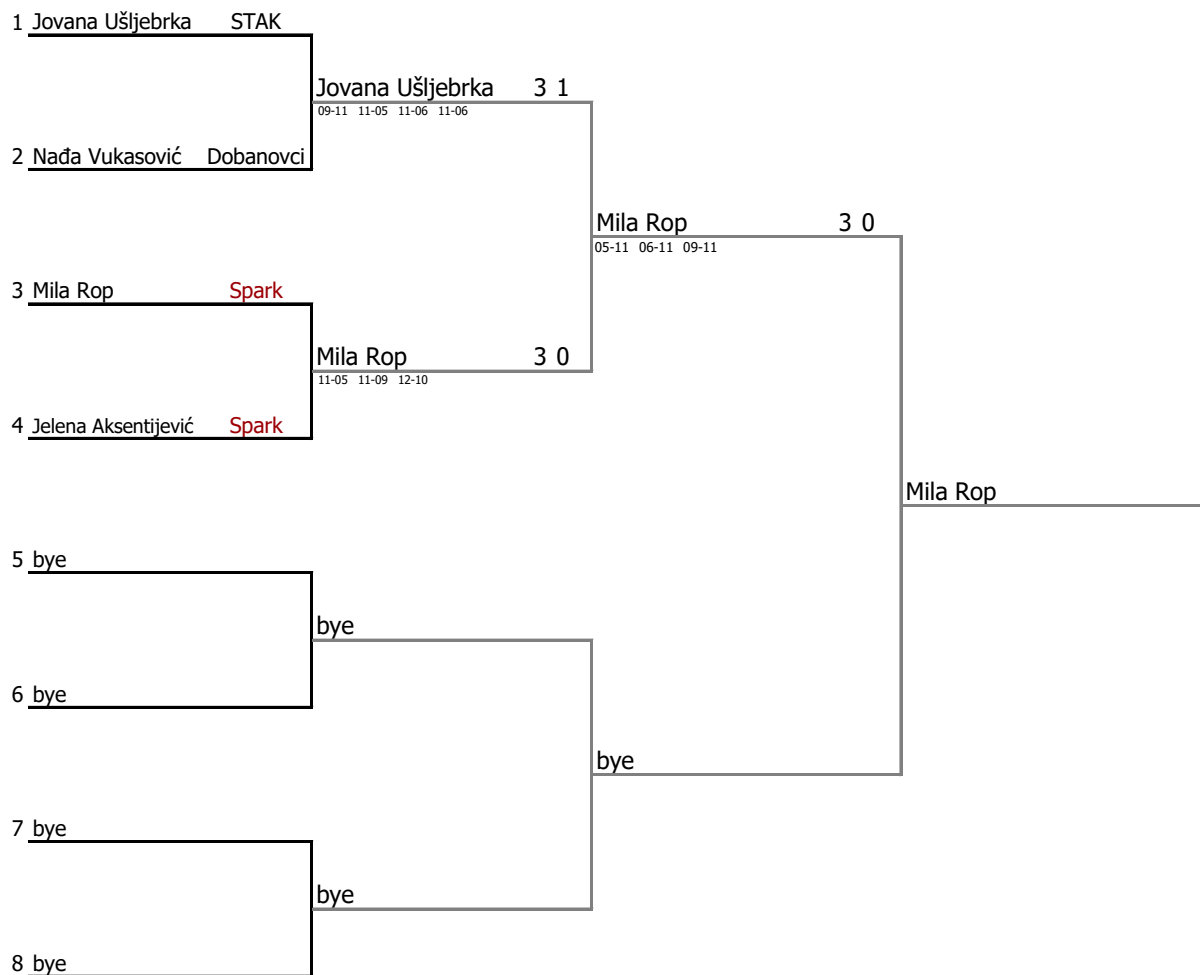 1 Jovana Ušljebrka STAK
Jovana Ušljebrka 3 1
09-11 11-05 11-06 11-06
2 Nađa Vukasović Dobanovci
Mila Rop 3 0
05-11 06-11 09-11
3 Mila Rop Spark
Mila Rop 3 0
11-05 11-09 12-10
4 Jelena Aksentijević Spark
Mila Rop
5 bye
bye
6 bye
bye
7 bye
bye
8 bye